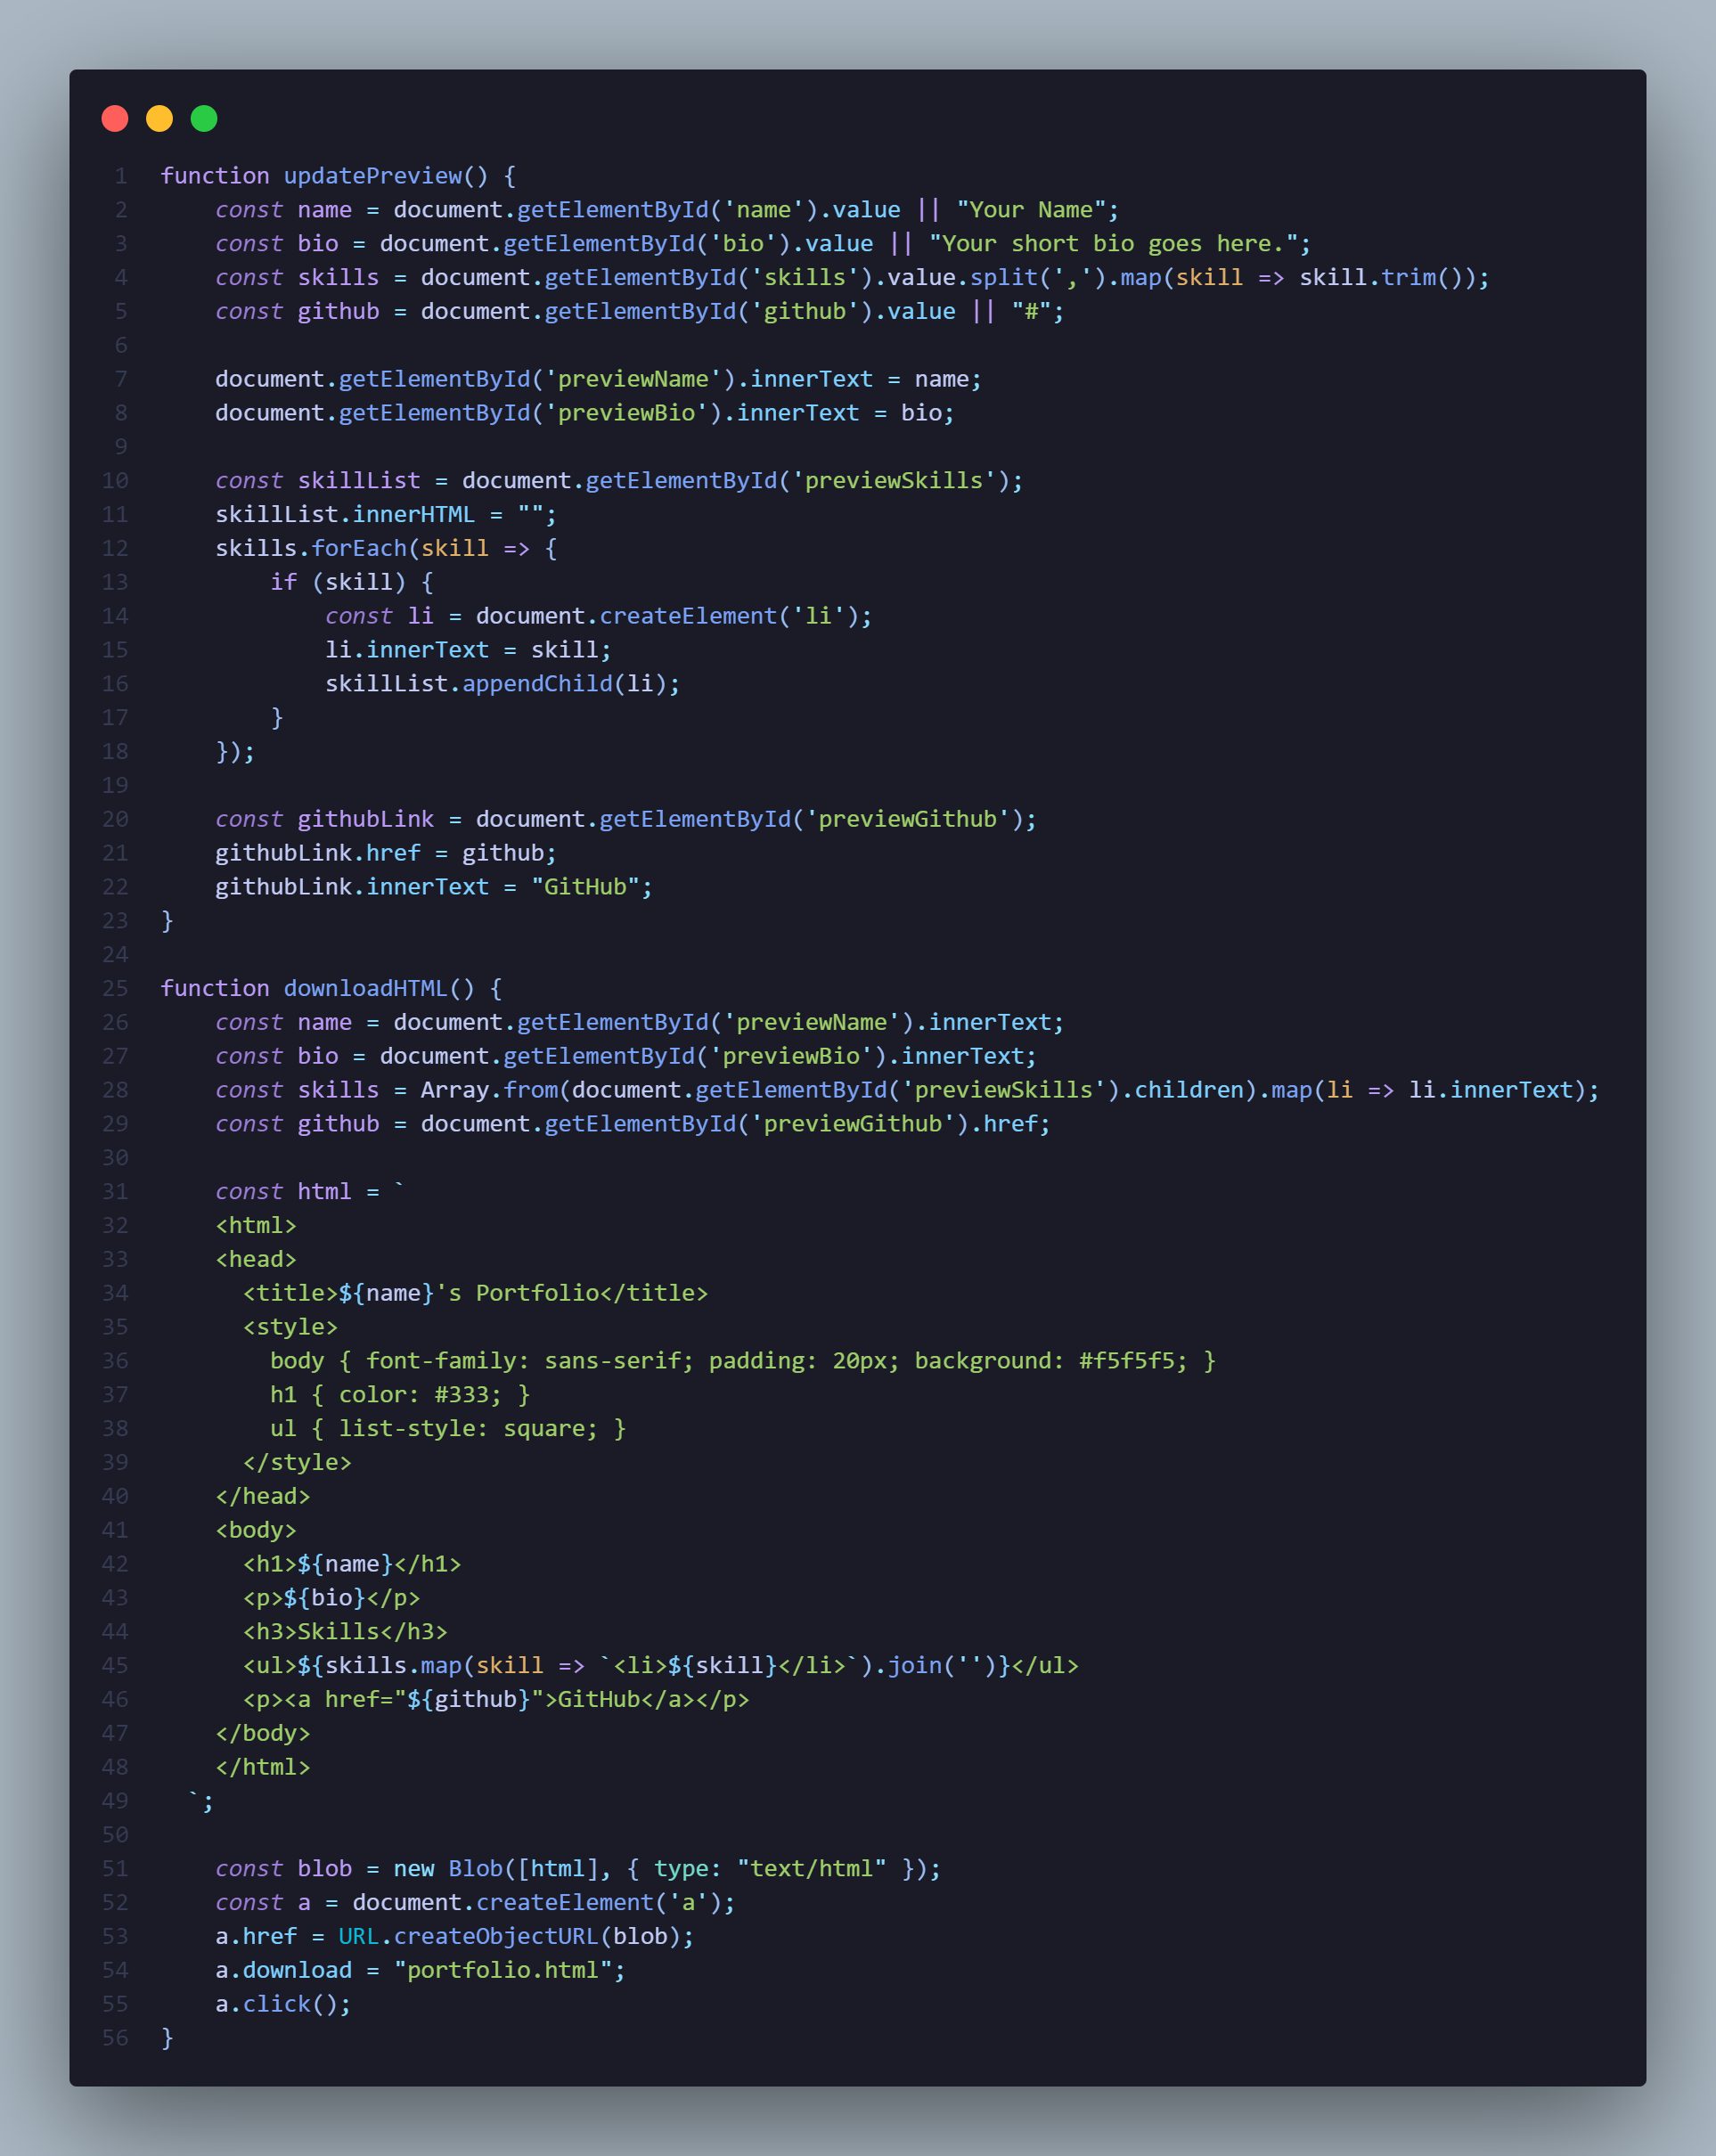 1 function updatePreview() {
2     const name = document.getElementById('name').value || "Your Name";
3     const bio = document.getElementById('bio').value || "Your short bio goes here.";
4     const skills = document.getElementById('skills').value.split(',').map(skill => skill.trim());
5     const github = document.getElementById('github').value || "#";
6
7     document.getElementById('previewName').innerText = name;
8     document.getElementById('previewBio').innerText = bio;
9
10     const skillList = document.getElementById('previewSkills');
11     skillList.innerHTML = "";
12     skills.forEach(skill => {
13         if (skill) {
14             const li = document.createElement('li');
15             li.innerText = skill;
16             skillList.appendChild(li);
17         }
18     });
19
20     const githubLink = document.getElementById('previewGithub');
21     githubLink.href = github;
22     githubLink.innerText = "GitHub";
23 }
24
25 function downloadHTML() {
26     const name = document.getElementById('previewName').innerText;
27     const bio = document.getElementById('previewBio').innerText;
28     const skills = Array.from(document.getElementById('previewSkills').children).map(li => li.innerText);
29     const github = document.getElementById('previewGithub').href;
30
31     const html = `
32     <html>
33     <head>
34       <title>${name}'s Portfolio</title>
35       <style>
36         body { font-family: sans-serif; padding: 20px; background: #f5f5f5; }
37         h1 { color: #333; }
38         ul { list-style: square; }
39       </style>
40     </head>
41     <body>
42       <h1>${name}</h1>
43       <p>${bio}</p>
44       <h3>Skills</h3>
45       <ul>${skills.map(skill => `<li>${skill}</li>`).join('')}</ul>
46       <p><a href="${github}">GitHub</a></p>
47     </body>
48     </html>
49   `;
50
51     const blob = new Blob([html], { type: "text/html" });
52     const a = document.createElement('a');
53     a.href = URL.createObjectURL(blob);
54     a.download = "portfolio.html";
55     a.click();
56 }